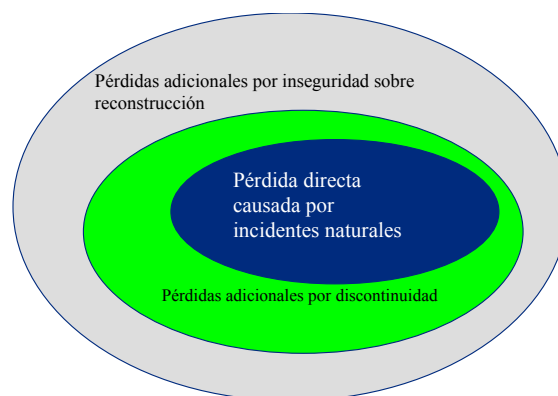 Pérdidas adicionales por inseguridad sobre
reconstrucción
Pérdida directa
causada por
incidentes naturales
Pérdidas adicionales por discontinuidad